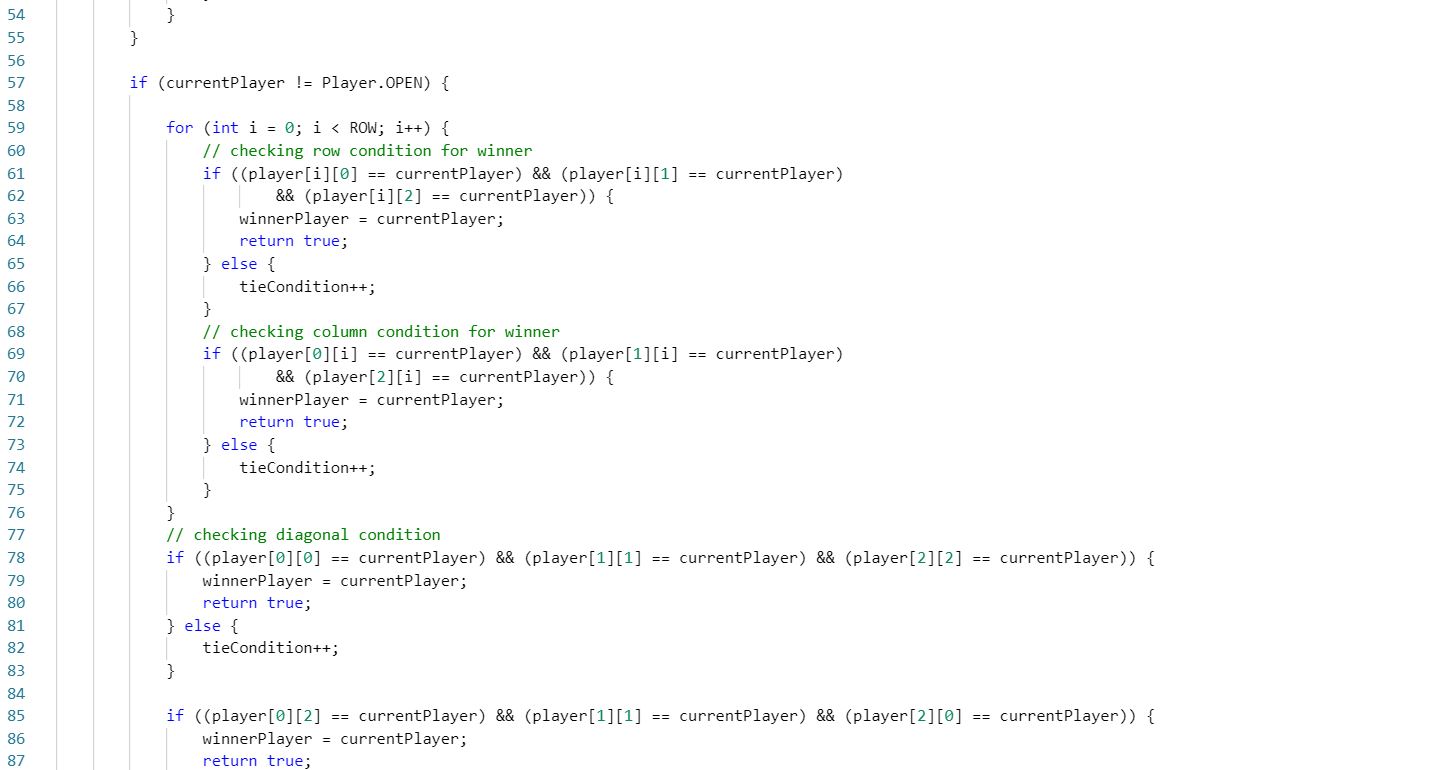 54 }
55 }
56
57 if (currentPlayer != Player.OPEN) {
58
59 for (int i = 0; i < ROW; i++) {
60 // checking row condition for winner
61 if ((player[i][0] == currentPlayer) && (player[i][1] == currentPlayer)
62 && (player[i][2] == currentPlayer)) {
63 winnerPlayer = currentPlayer;
64 return true;
65 } else {
66 tieCondition++;
67 }
68 // checking column condition for winner
69 if ((player[0][i] == currentPlayer) && (player[1][i] == currentPlayer)
70 && (player[2][i] == currentPlayer)) {
71 winnerPlayer = currentPlayer;
72 return true;
73 } else {
74 tieCondition++;
75 }
76 }
77 // checking diagonal condition
78 if ((player[0][0] == currentPlayer) && (player[1][1] == currentPlayer) && (player[2][2] == currentPlayer)) {
79 winnerPlayer = currentPlayer;
80 return true;
81 } else {
82 tieCondition++;
83 }
84
85 if ((player[0][2] == currentPlayer) && (player[1][1] == currentPlayer) && (player[2][0] == currentPlayer)) {
86 winnerPlayer = currentPlayer;
87 return true;